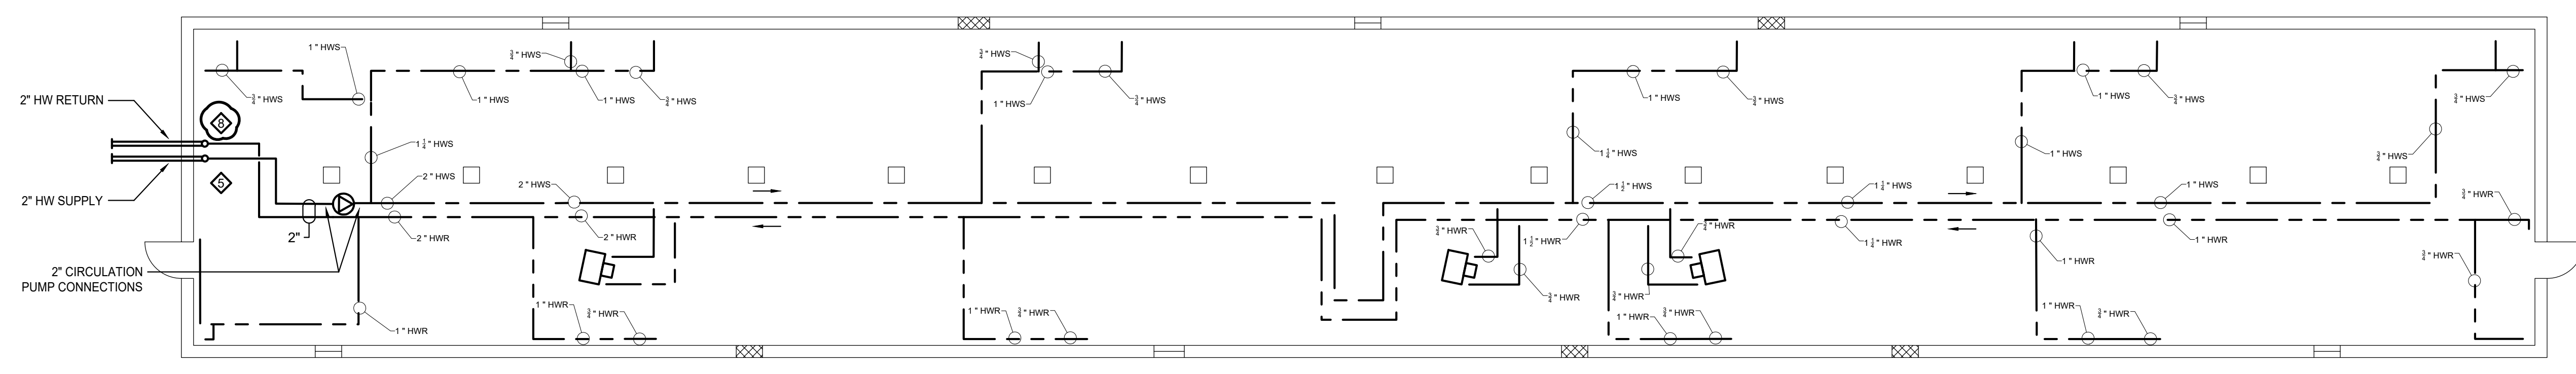 1 " HWS
3/4 " HWS
3/4 " HWS
3/4 " HWS
1 " HWS
1 " HWS
3/4 " HWS
1 " HWS
3/4 " HWS
1 " HWS
3/4 " HWS
1 " HWS
3/4 " HWS
3/4 " HWS
2" HW RETURN
8
1 1/4 " HWS
1 1/4 " HWS
1 " HWS
3/4 " HWS
5
2 " HWS
2 " HWS
1 1/2 " HWS
1 1/4 " HWS
1 " HWS
3/4 " HWR
2" HW SUPPLY
2"
2 " HWR
2 " HWR
3/4 " HWR
1 1/2 " HWR
3/4 " HWR
1 1/4 " HWR
1 " HWR
3/4 " HWR
2" CIRCULATION
PUMP CONNECTIONS
1 " HWR
3/4 " HWR
3/4 " HWR
1 " HWR
1 " HWR
3/4 " HWR
1 " HWR
3/4 " HWR
1 " HWR
3/4 " HWR
1 " HWR
3/4 " HWR